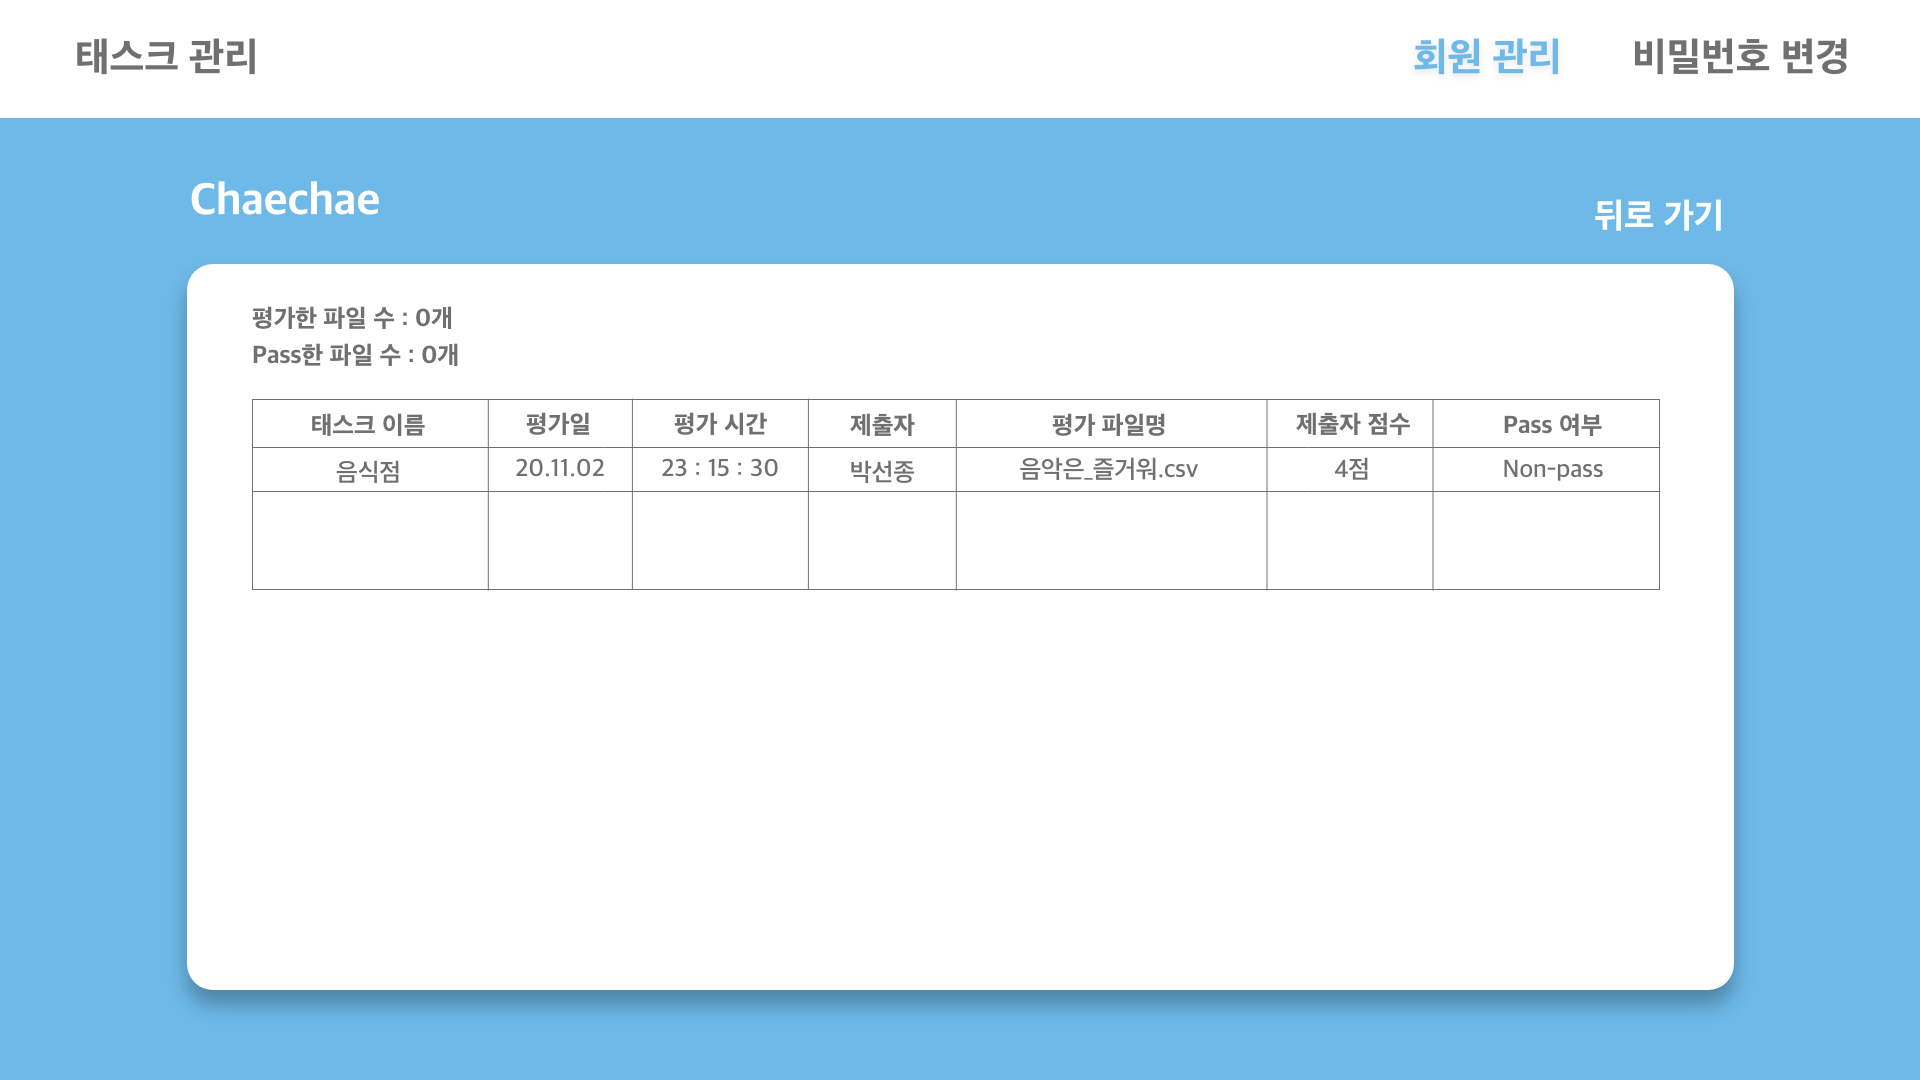 태스크 관리 회원 관리 비밀번호 변경
Chaechae
뒤로 가기
평가한 파일 수 : 0개
Pass한 파일 수 : 0개
태스크 이름 평가일 평가 시간 제출자 평가 파일명 제출자 점수 Pass 여부
음식점 20.11.02 23 : 15 : 30 박선종 음악은_즐거워.csv 4점 Non-pass